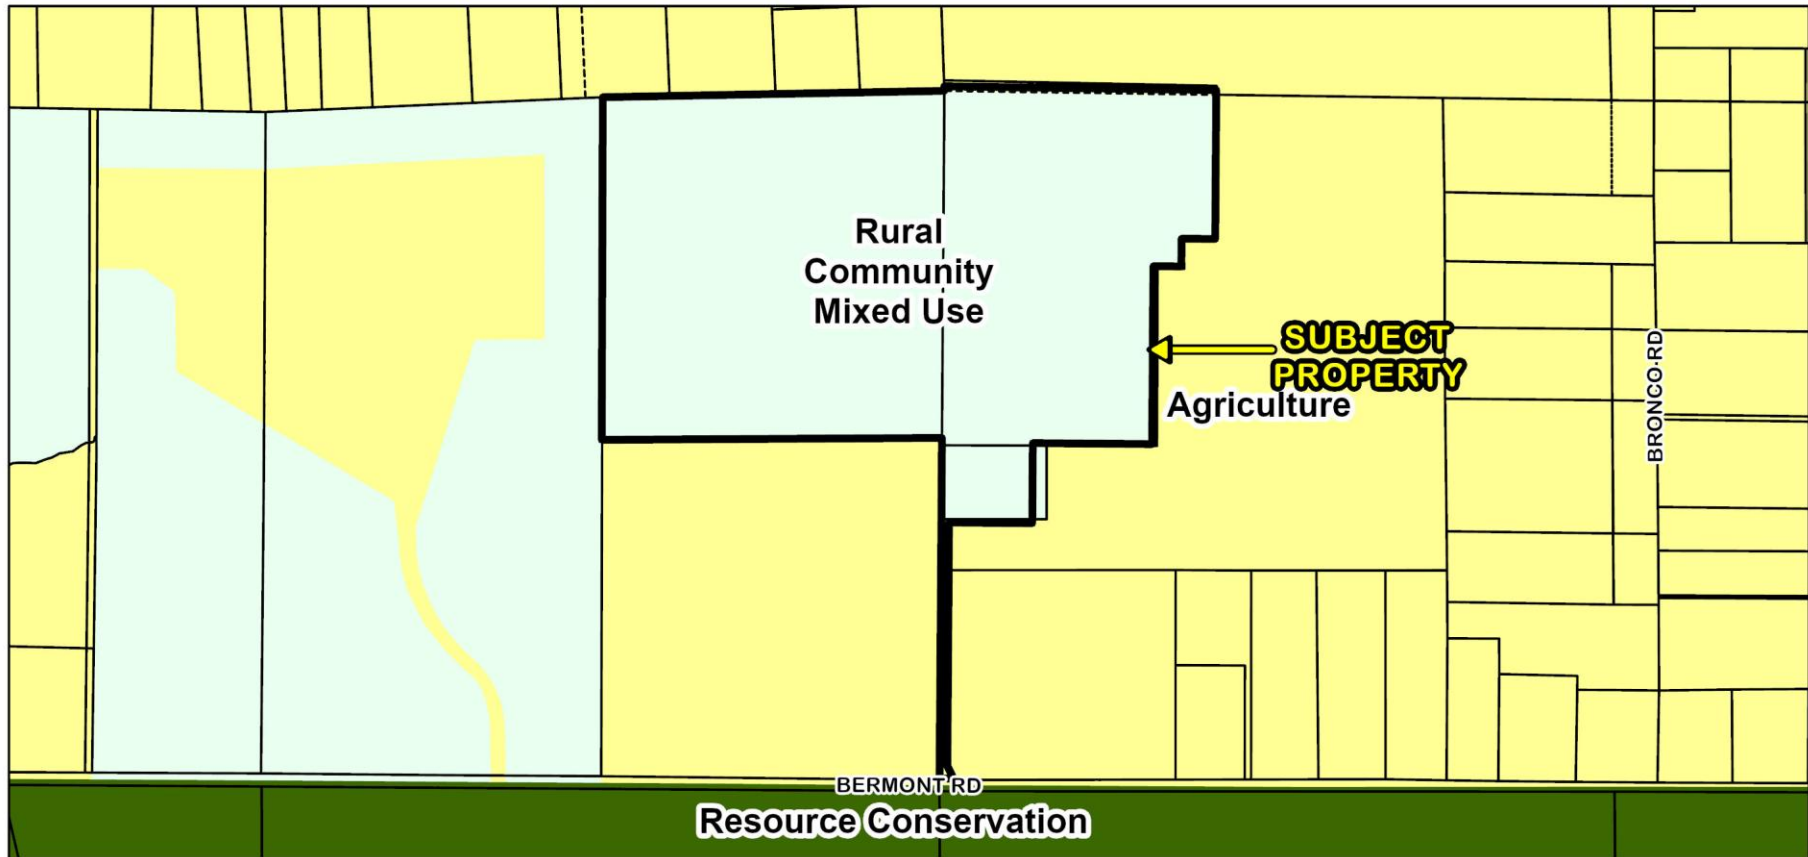 Rural
Community
Mixed Use
SUBJECT
PROPERTY
Agriculture
BRONCO RD
BERMONT RD
Resource Conservation